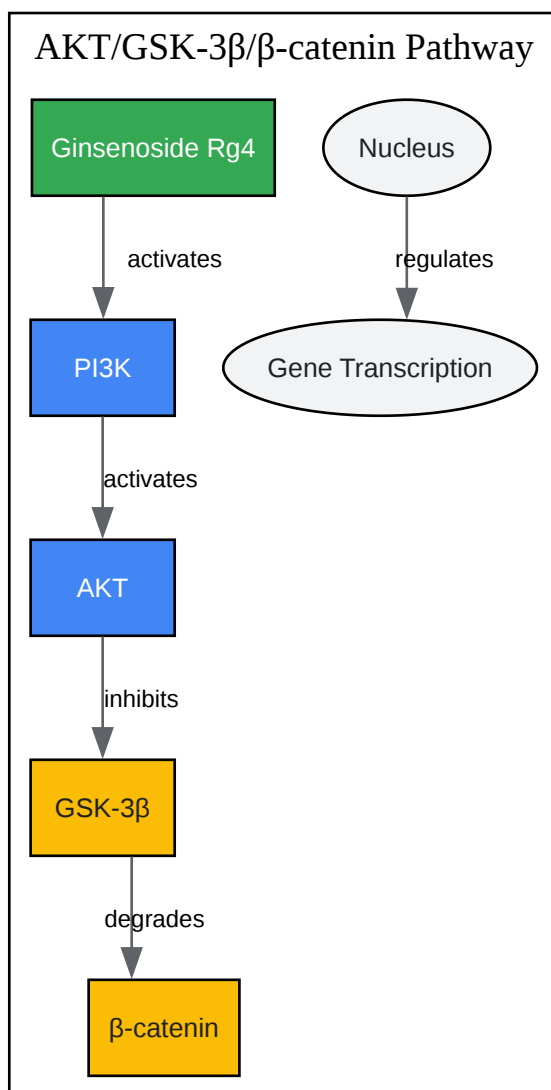 AKT/GSK-3β/β-catenin Pathway
Ginsenoside Rg4
Nucleus
activates
regulates
PI3K
Gene Transcription
activates
AKT
inhibits
GSK-3β
degrades
β-catenin